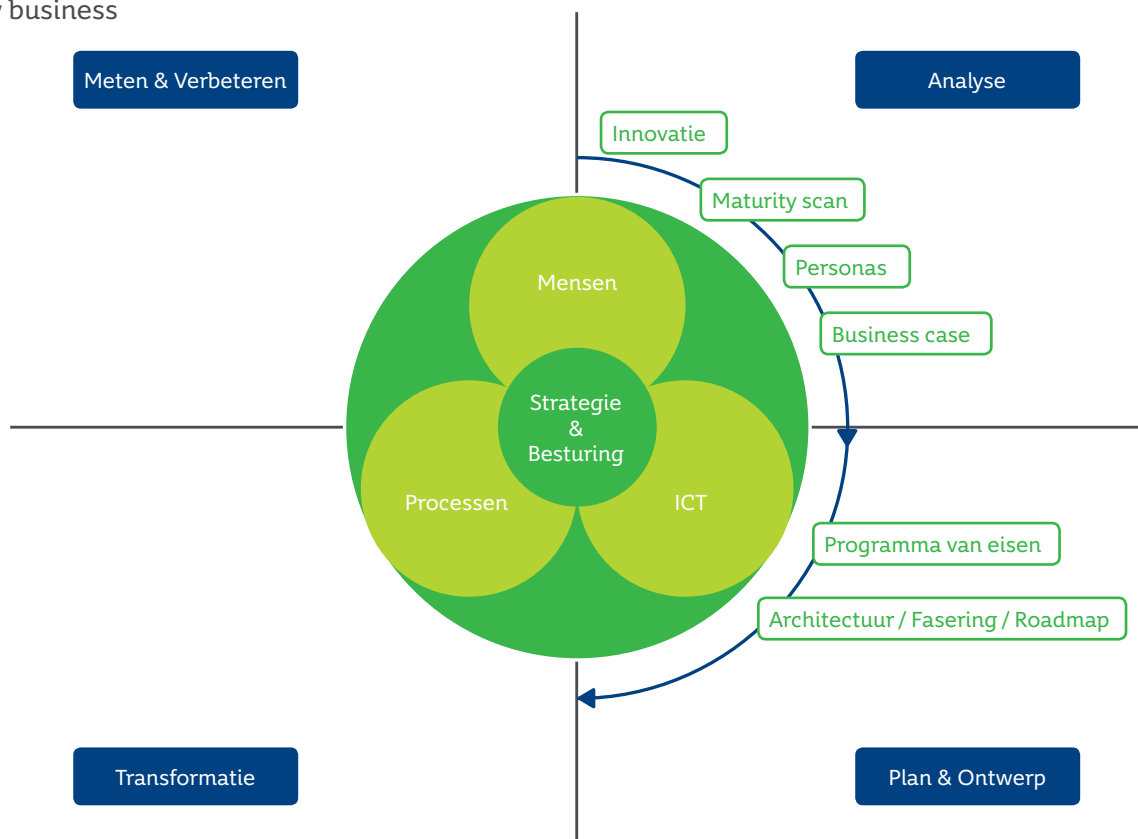 business
Meten & Verbeteren
Analyse
Innovatie
Maturity scan
Personas
Business case
Mensen
Strategie
&
Besturing
Processen
ICT
Programma van eisen
Architectuur / Fasering / Roadmap
Transformatie
Plan & Ontwerp